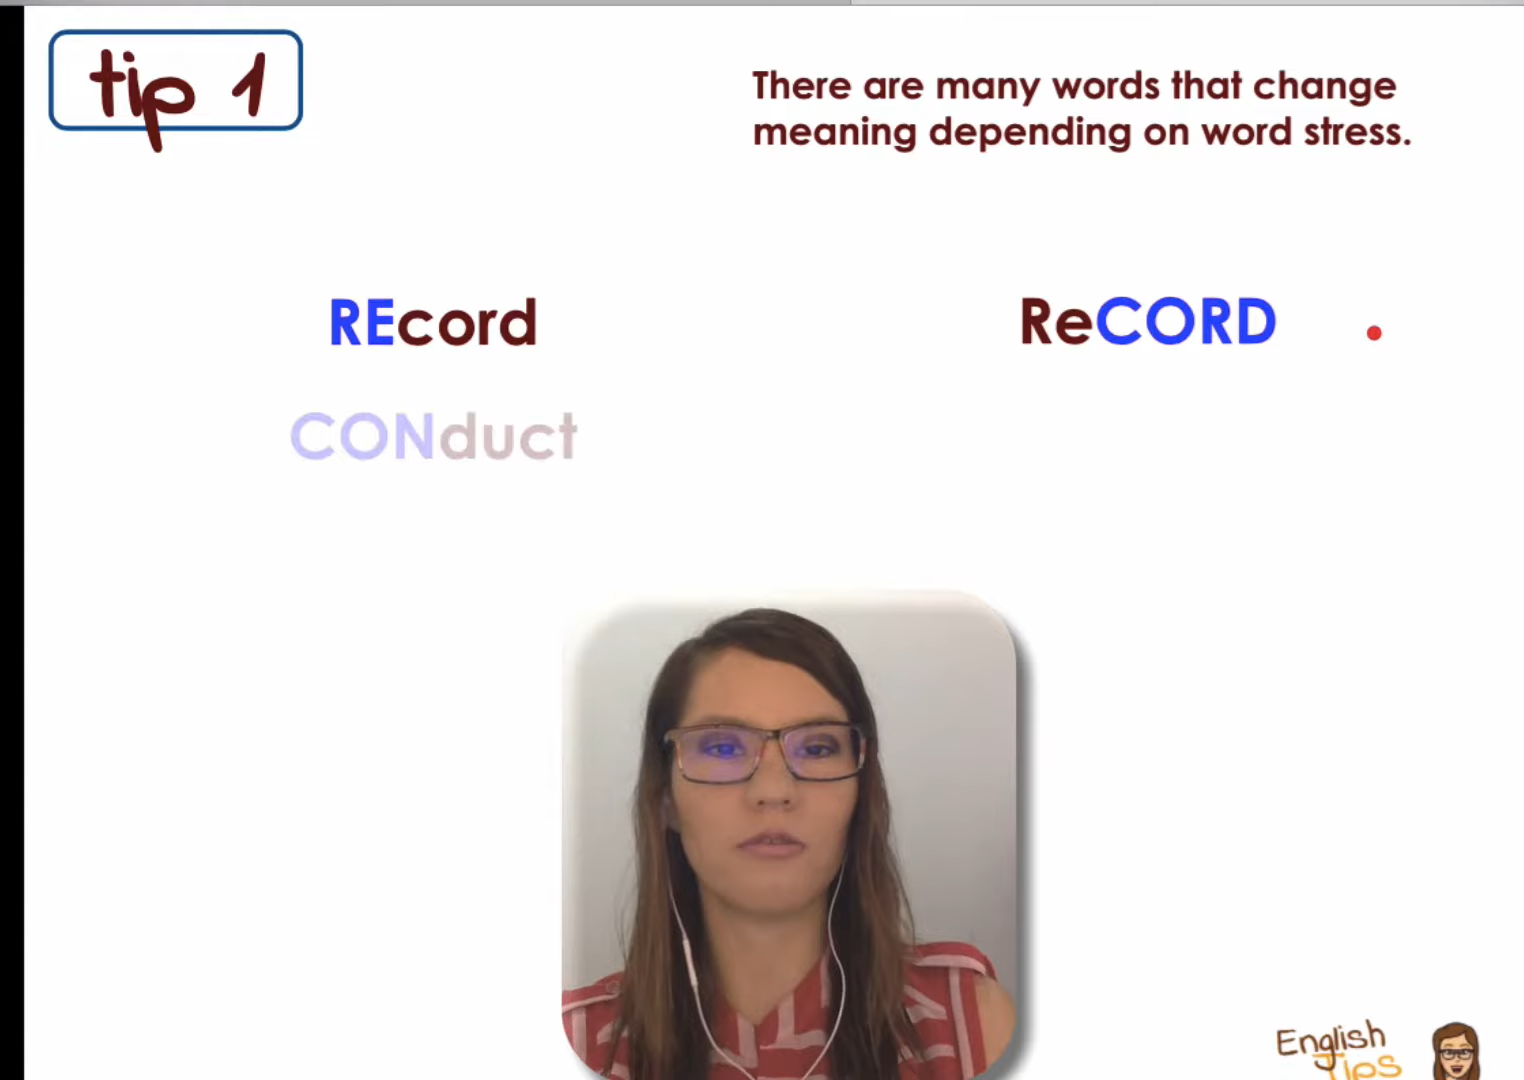 tip 1
There are many words that change
meaning depending on word stress.
REcord
ReCORD
CONduct
English
Tips